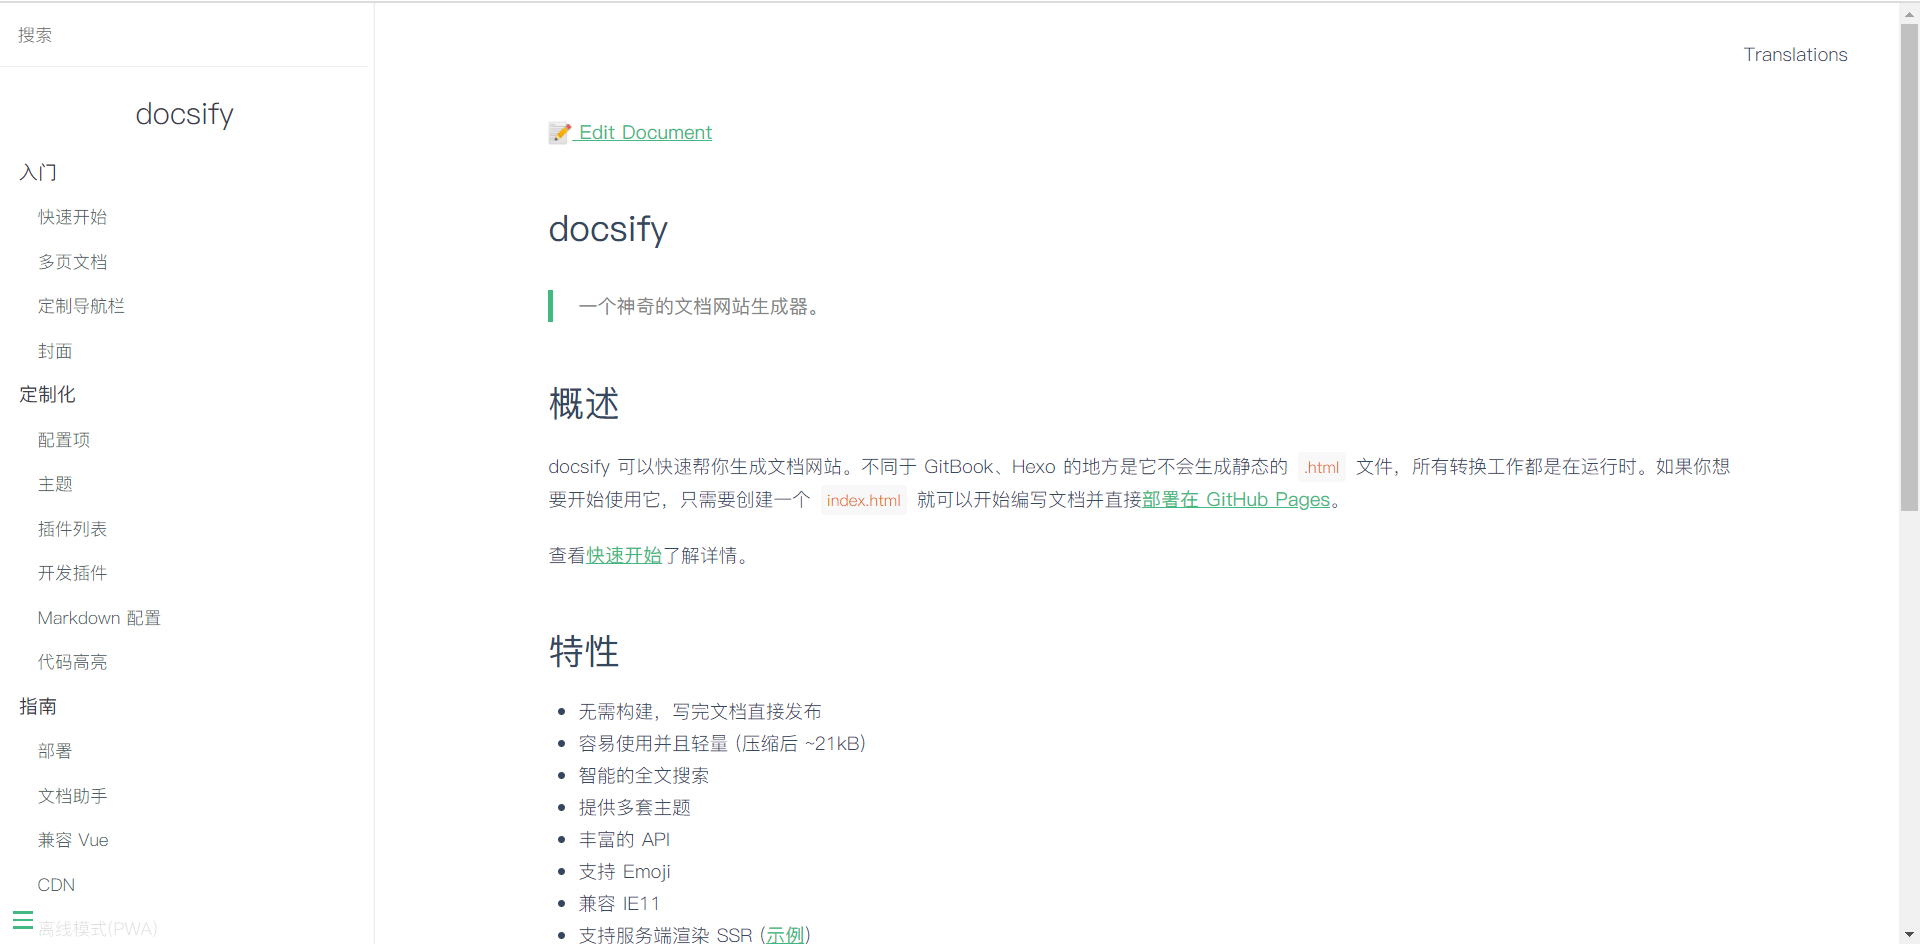 搜索
docsify
入门
快速开始
多页文档
定制导航栏
封面
定制化
配置项
主题
插件列表
开发插件
Markdown 配置
代码高亮
指南
部署
文档助手
兼容 Vue
CDN
离线模式(PWA)
Translations
📝 Edit Document
docsify
一个神奇的文档网站生成器。
概述
docsify 可以快速帮你生成文档网站。不同于 GitBook、Hexo 的地方是它不会生成静态的 .html 文件，所有转换工作都是在运行时。如果你想
要开始使用它，只需要创建一个 index.html 就可以开始编写文档并直接部署在 GitHub Pages。
查看快速开始了解详情。
特性
• 无需构建，写完文档直接发布
• 容易使用并且轻量 (压缩后 ~21kB)
• 智能的全文搜索
• 提供多套主题
• 丰富的 API
• 支持 Emoji
• 兼容 IE11
• 支持服务端渲染 SSR (示例)